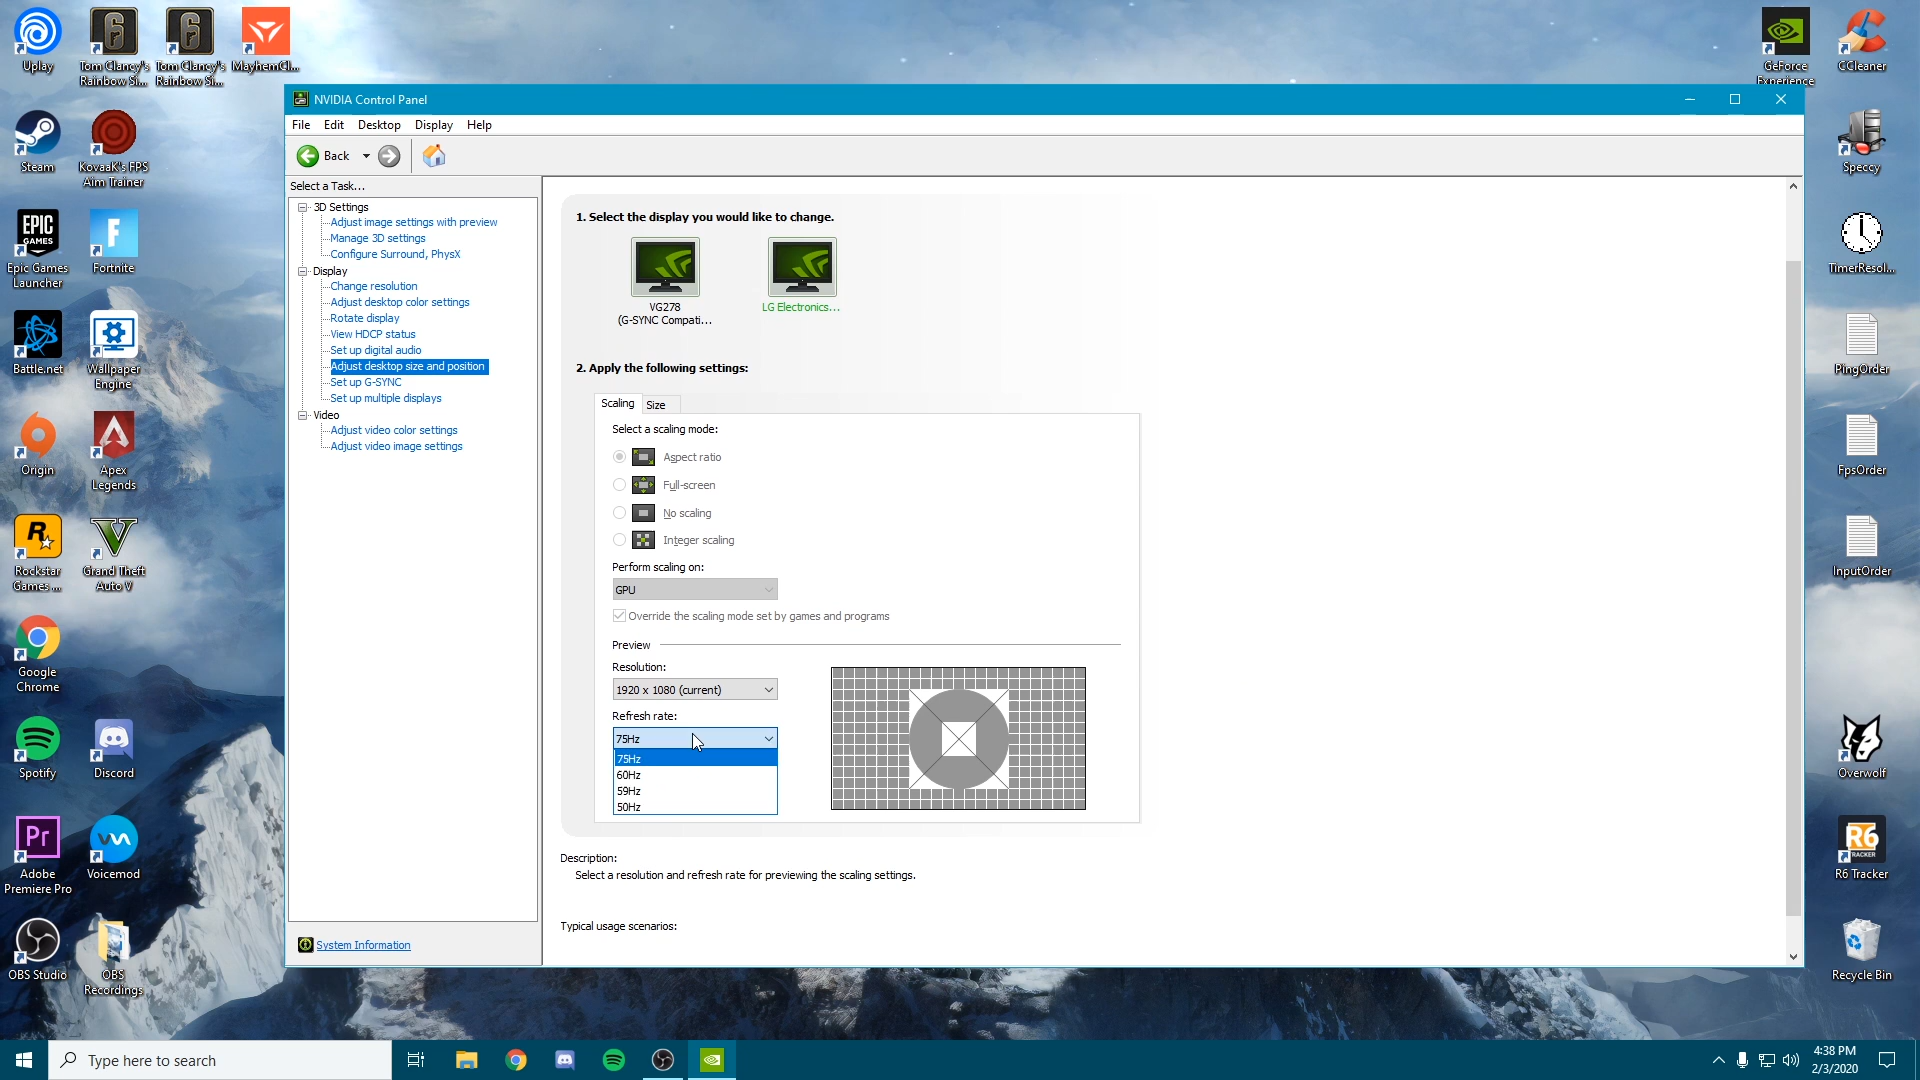 Uplay
Tom Clancy's
Rainbow Si...
Tom Clancy's
Rainbow Si...
MayhemCl...
GeForce
Experience
CCleaner
Steam
KovaaK's FPS
Aim Trainer
Speccy
EPIC
GAMES
Epic Games
Launcher
Fortnite
TimerResol...
Battle.net
Wallpaper
Engine
PingOrder
Origin
Apex
Legends
FpsOrder
Rockstar
Games ...
Grand Theft
Auto V
InputOrder
Google
Chrome
Spotify
Discord
Overwolf
Pr
Adobe
Premiere Pro
Voicemod
R6
TRACKER
R6 Tracker
OBS Studio
OBS
Recordings
Recycle Bin
NVIDIA Control Panel
File Edit Desktop Display Help
Back
Select a Task...
3D Settings
Adjust image settings with preview
Manage 3D settings
Configure Surround, PhysX
Display
Change resolution
Adjust desktop color settings
Rotate display
View HDCP status
Set up digital audio
Adjust desktop size and position
Set up G-SYNC
Set up multiple displays
Video
Adjust video color settings
Adjust video image settings
System Information
1. Select the display you would like to change.
VG278
(G-SYNC Compati...
LG Electronics...
2. Apply the following settings:
Scaling Size
Select a scaling mode:
Aspect ratio
Full-screen
No scaling
Integer scaling
Perform scaling on:
GPU
Override the scaling mode set by games and programs
Preview
Resolution:
1920 x 1080 (current)
Refresh rate:
75Hz
75Hz
60Hz
59Hz
50Hz
Description:
Select a resolution and refresh rate for previewing the scaling settings.
Typical usage scenarios:
Type here to search
4:38 PM
2/3/2020